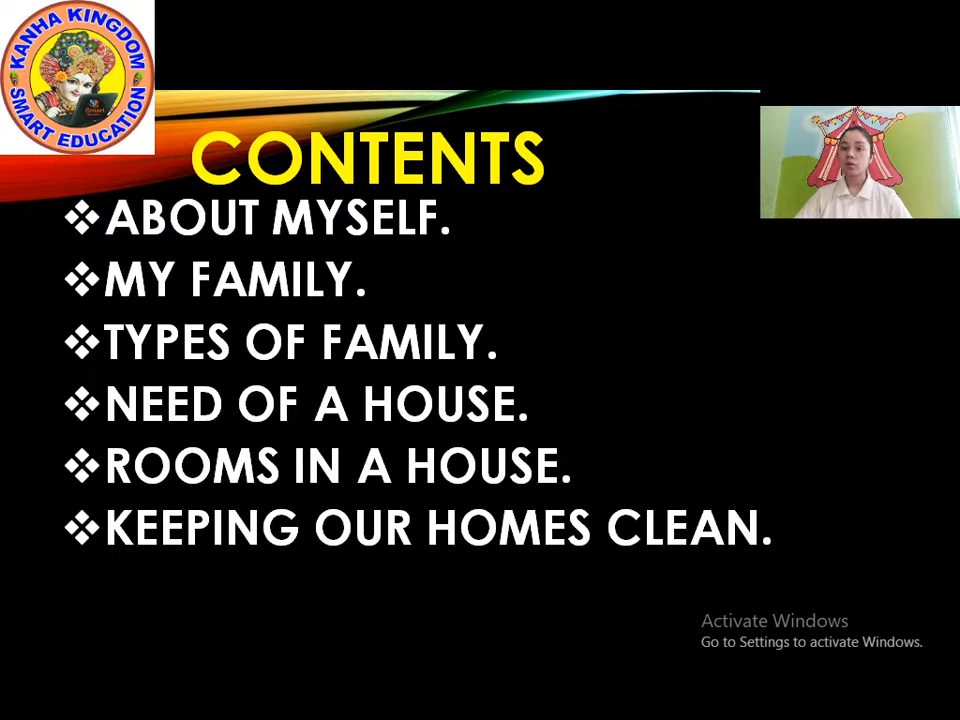 KANHA KINGDOM
SMART EDUCATION
CONTENTS
❖ABOUT MYSELF.
❖MY FAMILY.
❖TYPES OF FAMILY.
❖NEED OF A HOUSE.
❖ROOMS IN A HOUSE.
❖KEEPING OUR HOMES CLEAN.
Activate Windows
Go to Settings to activate Windows.